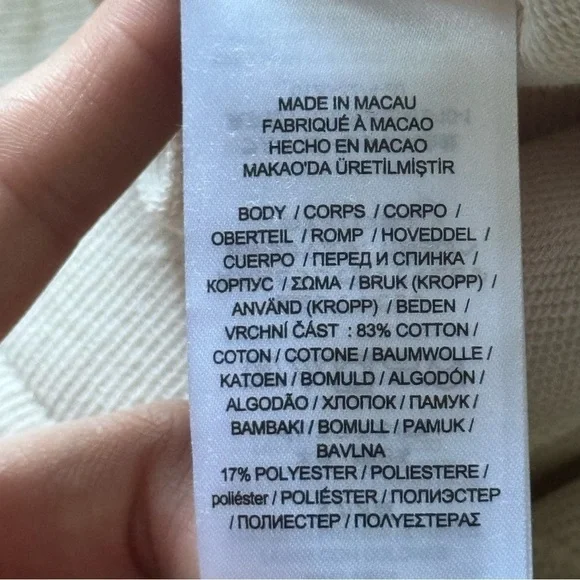 MADE IN MACAU
FABRIQUÉ À MACAO
HECHO EN MACAO
MAKAO'DA ÜRETİLMİŞTİR
BODY / CORPS / CORPO /
OBERTEIL / ROMP / HOVEDDEL /
CUERPO / ПЕРЕД И СПИНКА /
КОРПУС / ΣΩΜΑ / BRUK (KROPP) /
ANVÄND (KROPP) / BEDEN /
VRCHNÍ ČÁST : 83% COTTON /
COTON / COTONE / BAUMWOLLE /
KATOEN / BOMULD / ALGODÓN /
ALGODÃO / ХЛОПОК / ПАМУК /
BAMBAKI / BOMULL / PAMUK /
BAVLNA
17% POLYESTER / POLIESTERE /
poliéster / POLIÉSTER / ПОЛИЭСТЕР
/ ПОЛИЕСТЕР / ΠΟΛΥΕΣΤΕΡΑΣ